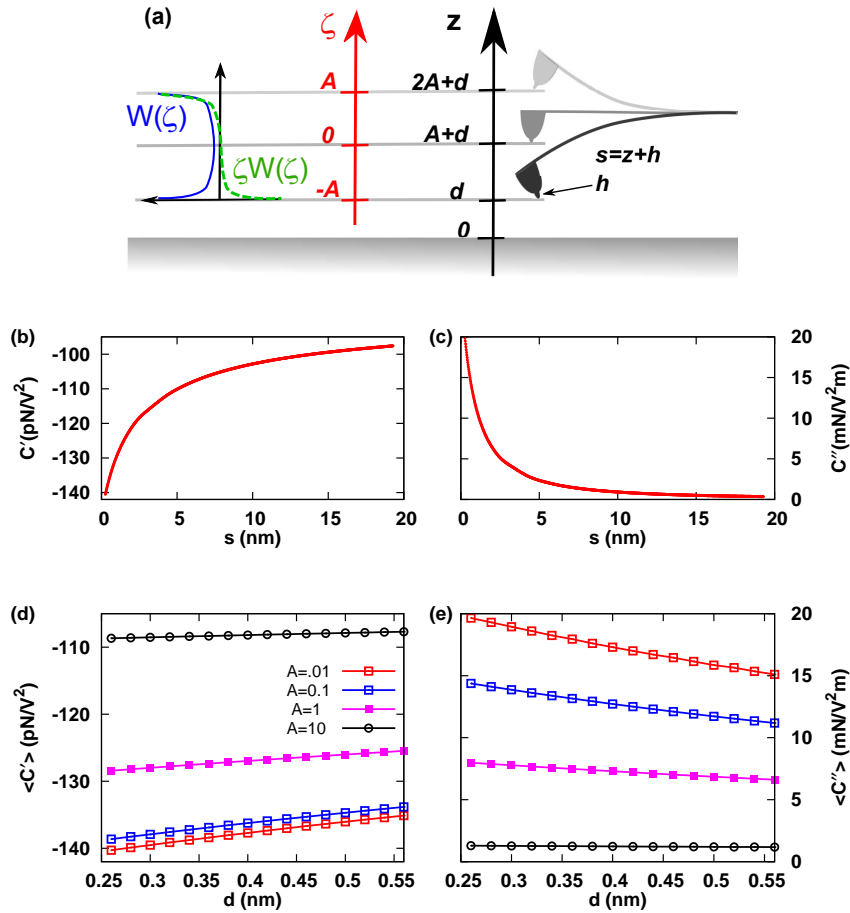 (a)
ζ
z
A
2A+d
W(ζ)
0
A+d
s=z+h
ζW(ζ)
h
-A
d
0
(b)
(c)
-100
-110
-120
-130
-140
C′(pN/V²)
0 5 10 15 20
s (nm)
20
15
10
5
0
C″(mN/V²m)
0 5 10 15 20
s (nm)
(d)
(e)
-110
-120
-130
-140
<C′> (pN/V²)
A=.01
A=0.1
A=1
A=10
0.25 0.3 0.35 0.4 0.45 0.5 0.55
d (nm)
20
15
10
5
0
<C″> (mN/V²m)
0.25 0.3 0.35 0.4 0.45 0.5 0.55
d (nm)